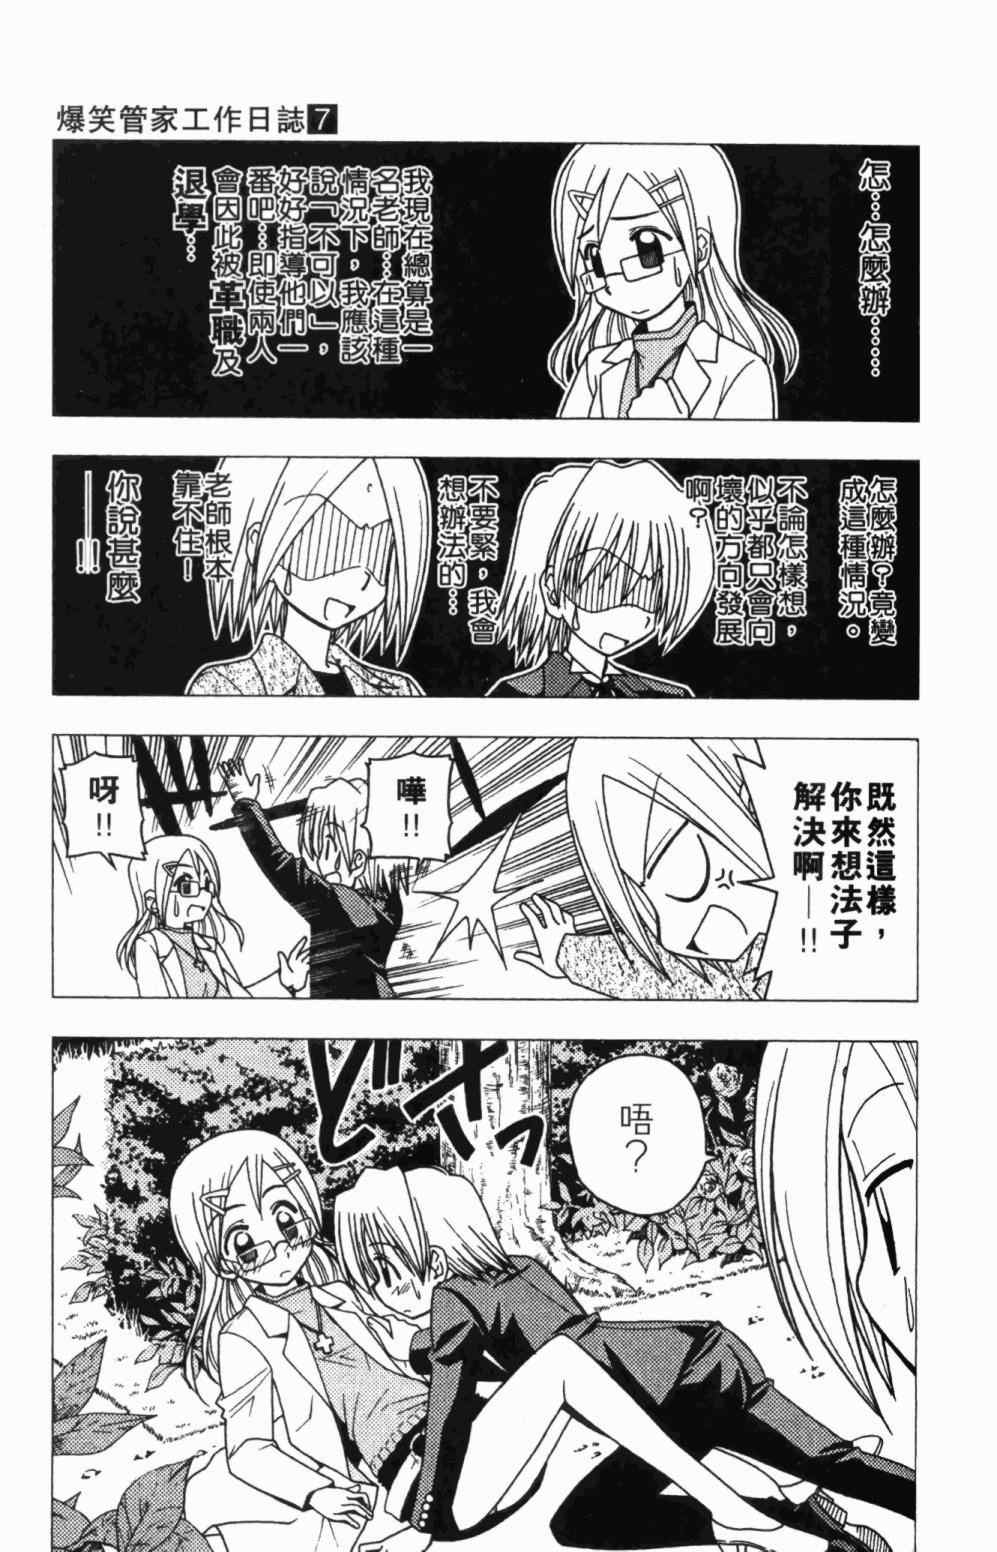 爆笑管家工作日誌7
怎…怎麼辦………
我現在總算是一
名老師…在這種
情況下，我應該
說「不可以」，
好好指導他們一
番吧…即使兩人
會因此被革職及
退學…
怎麼辦？竟變
成這種情況。
不論怎樣想，
似乎都只會向
壞的方向發展
啊？
不要緊，我會
想辦法的…
老師根本
靠不住！
你說甚麼
——!!
既然這樣，
你來想法子
解決啊—!!
嘩!!
呀!!
唔？
ドサッ